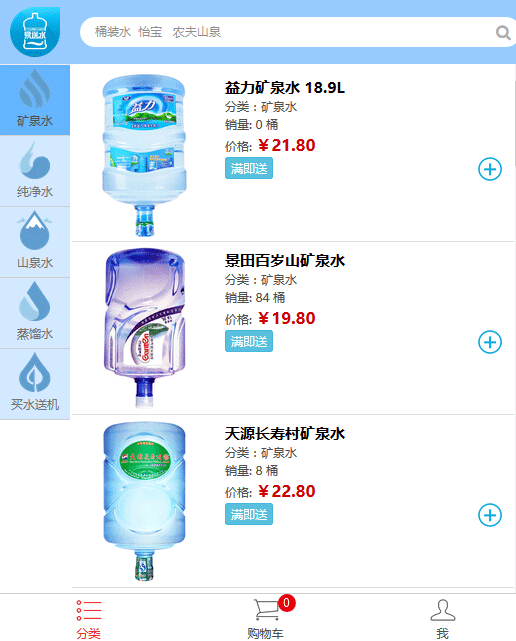 景送水
桶装水 怡宝 农夫山泉
矿泉水
纯净水
山泉水
蒸馏水
买水送机
益力
益力矿泉水 18.9L
分类：矿泉水
销量: 0 桶
价格: ￥21.80
满即送
景田百岁山矿泉水
分类：矿泉水
销量: 84 桶
价格: ￥19.80
满即送
天源长寿村矿泉水
分类：矿泉水
销量: 8 桶
价格: ￥22.80
满即送
分类
购物车
0
我